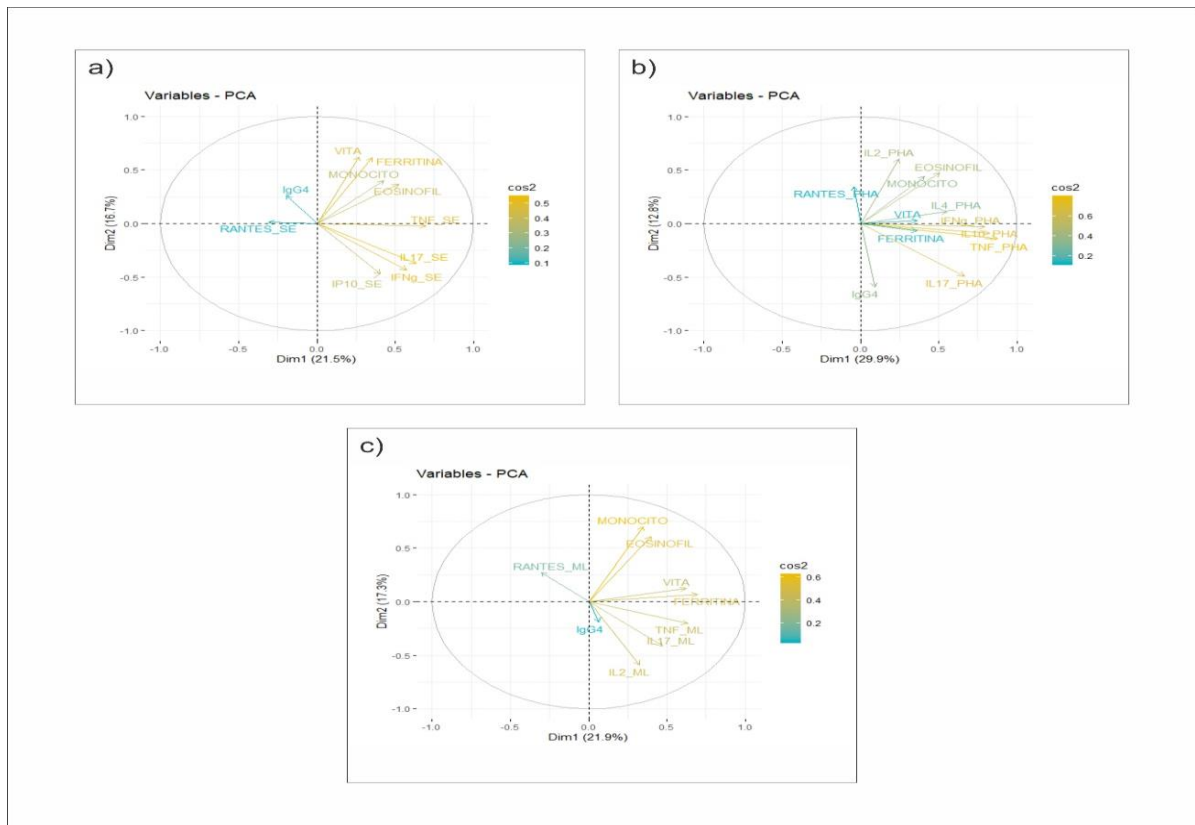 a)
Variables - PCA
1.0
0.5
0.0
-0.5
-1.0
Dim2 (16.7%)
VITA
FERRITINA
MONOCITO
EOSINOFIL
IgG4
RANTES_SE
TNF_SE
IL17_SE
IFNg_SE
IP10_SE
-1.0 -0.5 0.0 0.5 1.0
Dim1 (21.5%)
cos2
0.5
0.4
0.3
0.2
0.1
b)
Variables - PCA
1.0
0.5
0.0
-0.5
-1.0
Dim2 (12.8%)
IL2_PHA
EOSINOFIL
MONOCITO
RANTES_PHA
IL4_PHA
VITA
IFNg_PHA
FERRITINA
TNF_PHA
IL17_PHA
IgG4
-1.0 -0.5 0.0 0.5 1.0
Dim1 (29.9%)
cos2
0.6
0.4
0.2
c)
Variables - PCA
1.0
0.5
0.0
-0.5
-1.0
Dim2 (17.3%)
MONOCITO
EOSINOFIL
RANTES_ML
VITA
FERRITINA
IgG4
TNF_ML
IL17_ML
IL2_ML
-1.0 -0.5 0.0 0.5 1.0
Dim1 (21.9%)
cos2
0.6
0.4
0.2